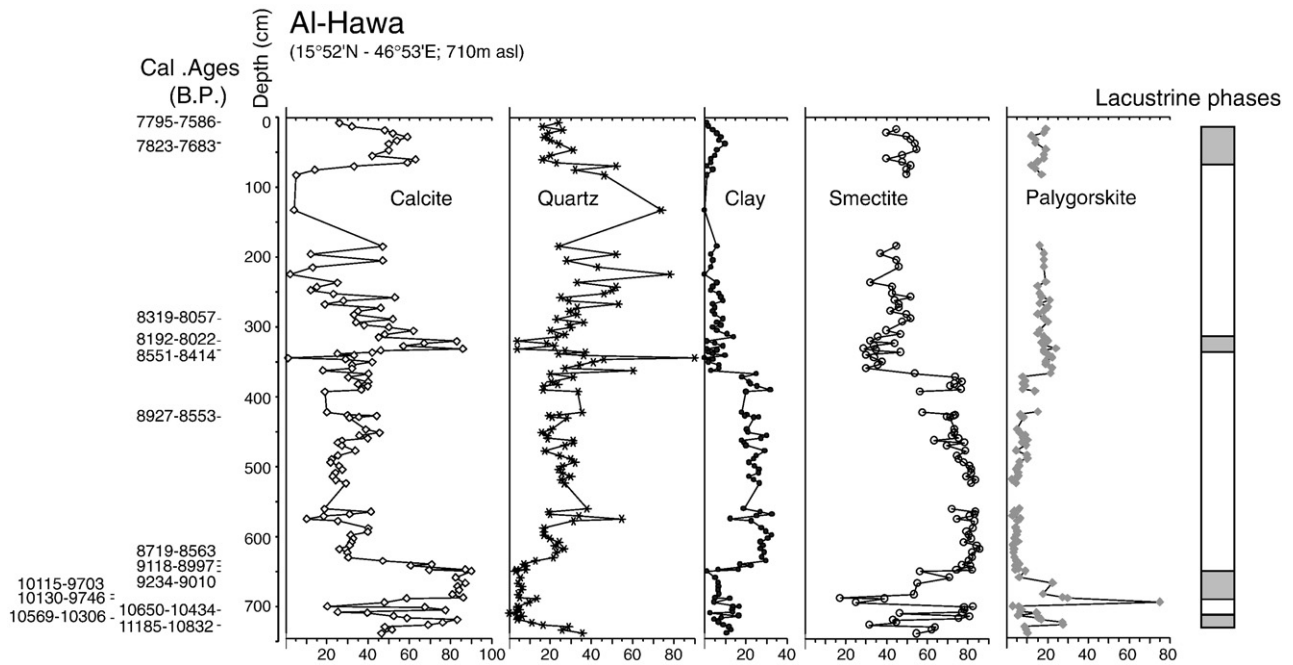 Al-Hawa
(15°52'N - 46°53'E; 710m asl)
Cal .Ages
(B.P.)
Depth (cm)
Lacustrine phases
7795-7586
7823-7683
8319-8057
8192-8022
8551-8414
8927-8553
8719-8563
9118-8997
9234-9010
10115-9703
10130-9746
10650-10434
10569-10306
11185-10832
0
100
200
300
400
500
600
700
Calcite
Quartz
Clay
Smectite
Palygorskite
20 40 60 80 100
20 40 60 80
20 40
20 40 60 80
20 40 60 80